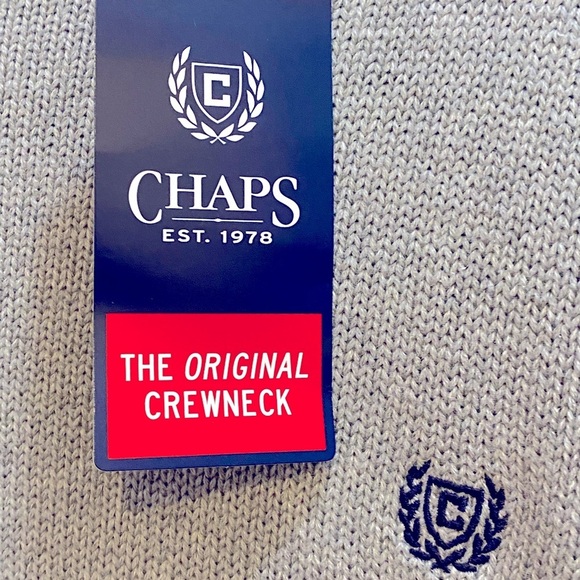 C
CHAPS
EST. 1978
THE ORIGINAL
CREWNECK
C